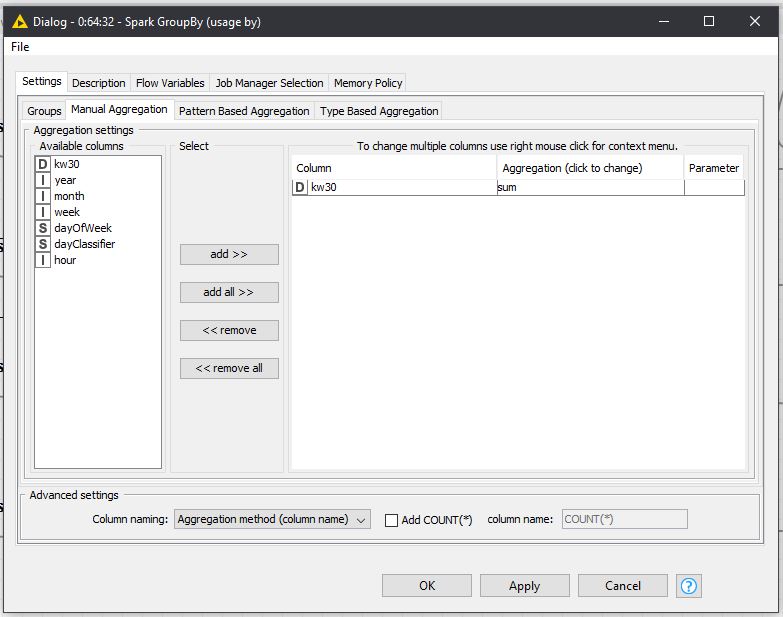 Dialog - 0:64:32 - Spark GroupBy (usage by)
File
Settings Description Flow Variables Job Manager Selection Memory Policy
Groups Manual Aggregation Pattern Based Aggregation Type Based Aggregation
Aggregation settings
Available columns
D kw30
I year
I month
I week
S dayOfWeek
S dayClassifier
I hour
Select
add >>
add all >>
<< remove
<< remove all
To change multiple columns use right mouse click for context menu.
Column Aggregation (click to change) Parameter
D kw30 sum
Advanced settings
Column naming: Aggregation method (column name) Add COUNT(*) column name: COUNT(*)
OK Apply Cancel ?